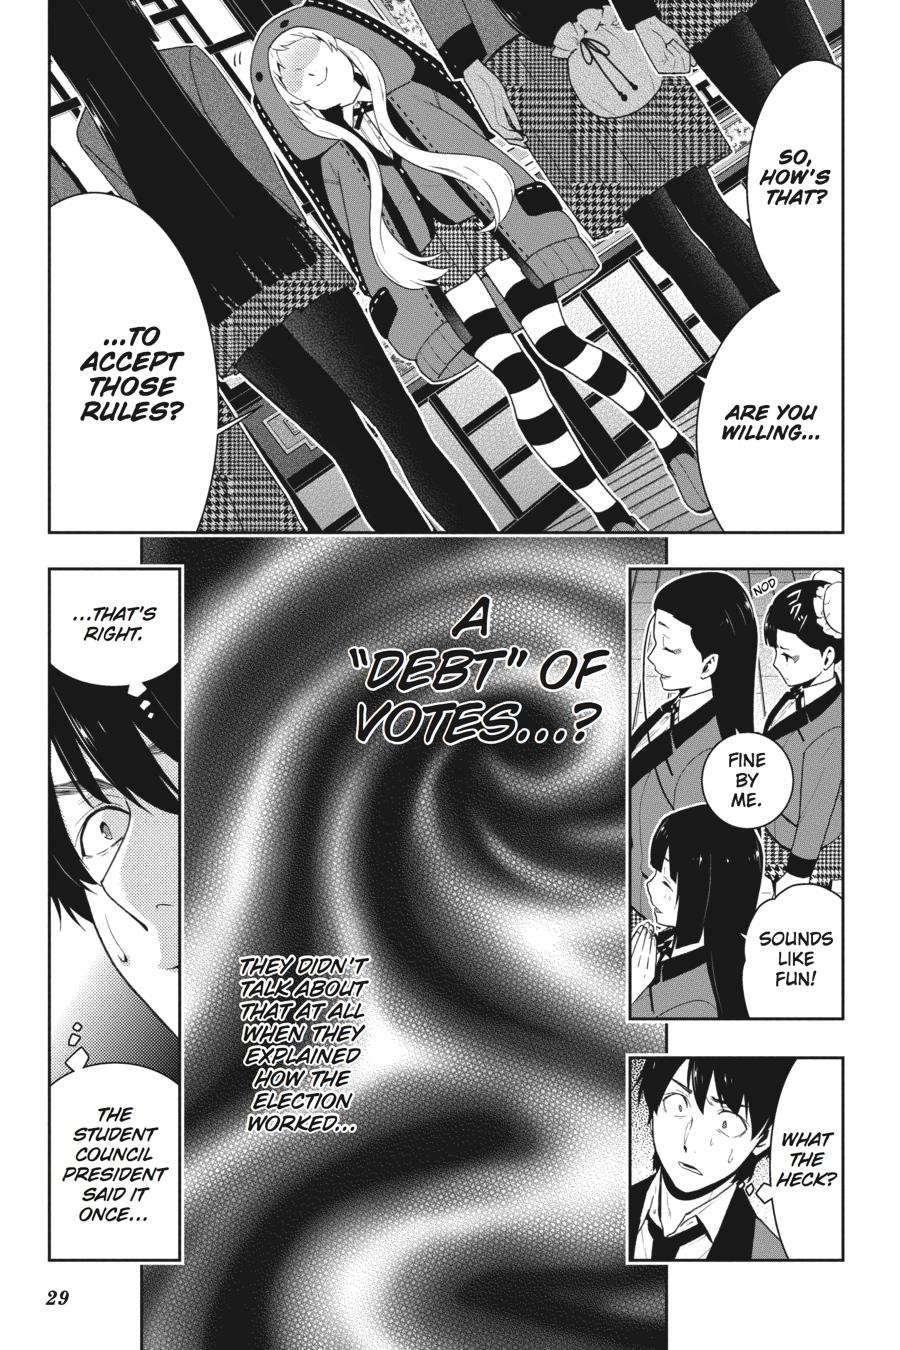 SO,
HOW'S
THAT?
ARE YOU
WILLING...
...TO
ACCEPT
THOSE
RULES?
NOD
FINE
BY
ME.
SOUNDS
LIKE
FUN!
WHAT
THE
HECK?
A
"DEBT" OF
VOTES...?
THEY DIDN'T
TALK ABOUT
THAT AT ALL
WHEN THEY
EXPLAINED
HOW THE
ELECTION
WORKED...
...THAT'S
RIGHT.
THE
STUDENT
COUNCIL
PRESIDENT
SAID IT
ONCE...
29